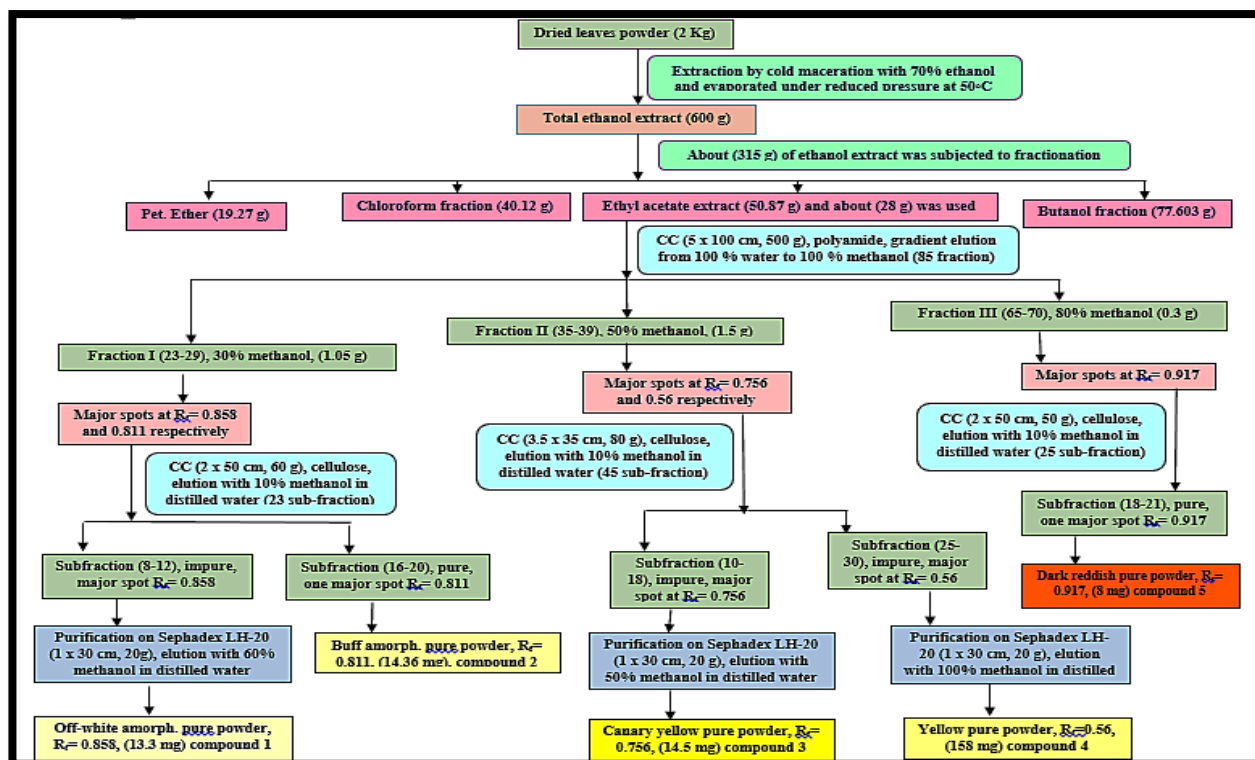 Dried leaves powder (2 Kg)
Extraction by cold maceration with 70% ethanol
and evaporated under reduced pressure at 50◦C
Total ethanol extract (600 g)
About (315 g) of ethanol extract was subjected to fractionation
Pet. Ether (19.27 g)
Chloroform fraction (40.12 g)
Ethyl acetate extract (50.87 g) and about (28 g) was used
Butanol fraction (77.603 g)
CC (5 x 100 cm, 500 g), polyamide, gradient elution
from 100 % water to 100 % methanol (85 fraction)
Fraction I (23-29), 30% methanol, (1.05 g)
Fraction II (35-39), 50% methanol, (1.5 g)
Fraction III (65-70), 80% methanol (0.3 g)
Major spots at Rf= 0.858
and 0.811 respectively
Major spots at Rf= 0.756
and 0.56 respectively
Major spots at Rf= 0.917
CC (2 x 50 cm, 60 g), cellulose,
elution with 10% methanol in
distilled water (23 sub-fraction)
CC (3.5 x 35 cm, 80 g), cellulose,
elution with 10% methanol in
distilled water (45 sub-fraction)
CC (2 x 50 cm, 50 g), cellulose,
elution with 10% methanol in
distilled water (25 sub-fraction)
Subfraction (8-12), impure,
major spot Rf= 0.858
Subfraction (16-20), pure,
one major spot Rf= 0.811
Subfraction (10-
18), impure, major
spot at Rf= 0.756
Subfraction (25-
30), impure, major
spot at Rf= 0.56
Subfraction (18-21), pure,
one major spot Rf= 0.917
Purification on Sephadex LH-20
(1 x 30 cm, 20g), elution with 60%
methanol in distilled water
Buff amorph. pure powder, Rf=
0.811, (14.36 mg), compound 2
Purification on Sephadex LH-20
(1 x 30 cm, 20 g), elution with
50% methanol in distilled water
Purification on Sephadex LH-
20 (1 x 30 cm, 20 g), elution
with 100% methanol in distilled
Dark reddish pure powder, Rf=
0.917, (8 mg) compound 5
Off-white amorph. pure powder,
Rf= 0.858, (13.3 mg) compound 1
Canary yellow pure powder, Rf=
0.756, (14.5 mg) compound 3
Yellow pure powder, Rf=0.56,
(158 mg) compound 4